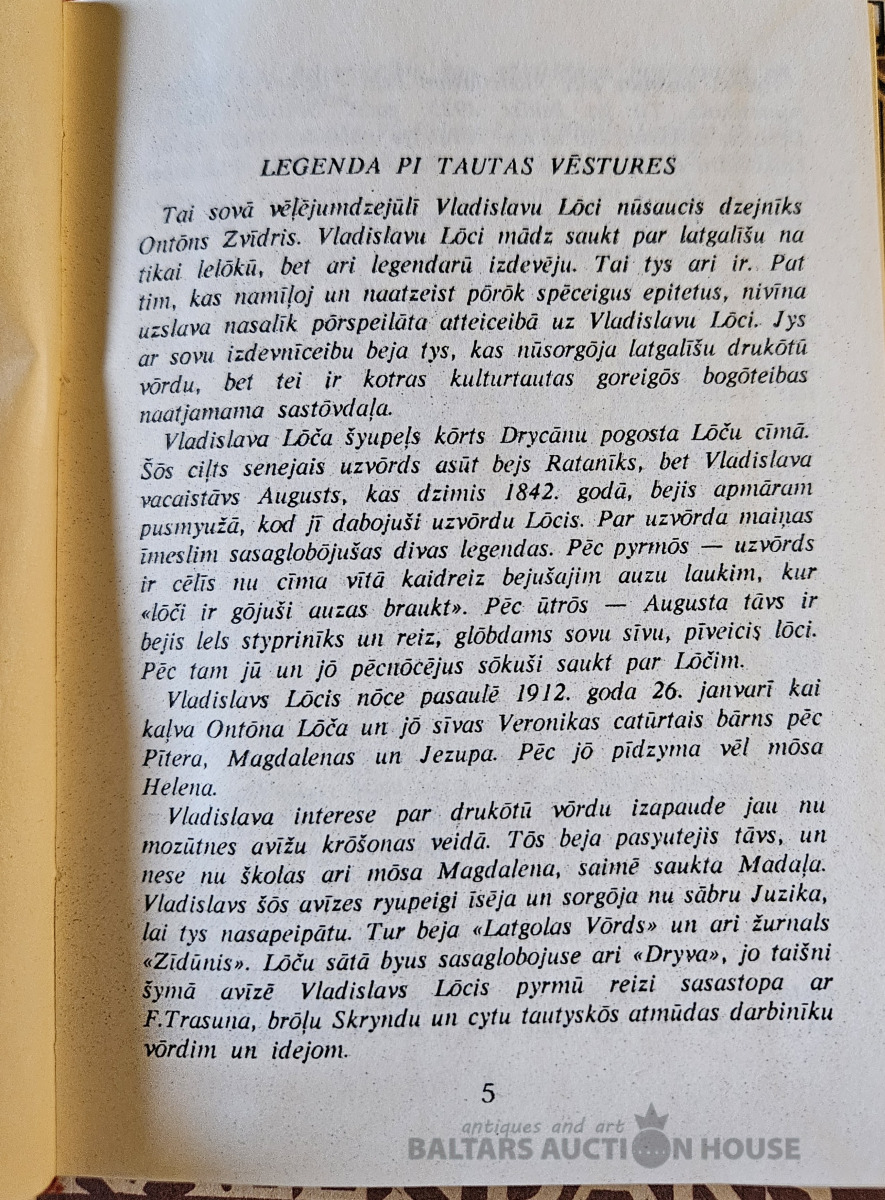 LEGENDA PI TAUTAS VĒSTURES
Tai sovā vēļējumdzejūlī Vladislavu Lōci nūsaucis dzejnīks
Ontōns Zvīdris. Vladislavu Lōci mādz saukt par latgalīšu na
tikai lelōkū, bet ari legendarū izdevēju. Tai tys ari ir. Pat
tim, kas namīļoj un naatzeist pōrōk spēceigus epitetus, nivīna
uzslava nasalīk pōrspeilāta atteiceibā uz Vladislavu Lōci. Jys
ar sovu izdevnīceibu beja tys, kas nūsorgōja latgalīšu drukōtū
vōrdu, bet tei ir kotras kulturtautas goreigōs bogōteibas
naatjamama sastōvdaļa.
Vladislava Lōča šyupeļs kōrts Drycānu pogosta Lōču cīmā.
Šōs ciļts senejais uzvōrds asūt bejs Ratanīks, bet Vladislava
vacaistāvs Augusts, kas dzimis 1842. godā, bejis apmāram
pusmyužā, kod jī dabojuši uzvōrdu Lōcis. Par uzvōrda maiņas
īmeslim sasaglobōjušas divas legendas. Pēc pyrmōs — uzvōrds
ir cēlīs nu cīma vītā kaidreiz bejušajim auzu laukim, kur
«lōči ir gōjuši auzas braukt». Pēc ūtrōs — Augusta tāvs ir
bejis lels styprinīks un reiz, glōbdams sovu sīvu, pīveicis lōci.
Pēc tam jū un jō pēcnōcējus sōkuši saukt par Lōčim.
Vladislavs Lōcis nōce pasaulē 1912. goda 26. janvarī kai
kaļva Ontōna Lōča un jō sīvas Veronikas catūrtais bārns pēc
Pītera, Magdalenas un Jezupa. Pēc jō pīdzyma vēl mōsa
Helena.
Vladislava interese par drukōtū vōrdu izapaude jau nu
mozūtnes avīžu krōšonas veidā. Tōs beja pasyutejis tāvs, un
nese nu školas ari mōsa Magdalena, saimē saukta Madaļa.
Vladislavs šōs avīzes ryupeigi īsēja un sorgōja nu sābru Juzika,
lai tys nasapeipātu. Tur beja «Latgolas Vōrds» un ari žurnals
«Zīdūnis». Lōču sātā byus sasaglobojuse ari «Dryva», jo taišni
šymā avīzē Vladislavs Lōcis pyrmū reizi sasastopa ar
F.Trasuna, brōļu Skryndu un cytu tautyskōs atmūdas darbinīku
vōrdim un idejom.
5
antiques and art
BALTARS AUCTION HOUSE